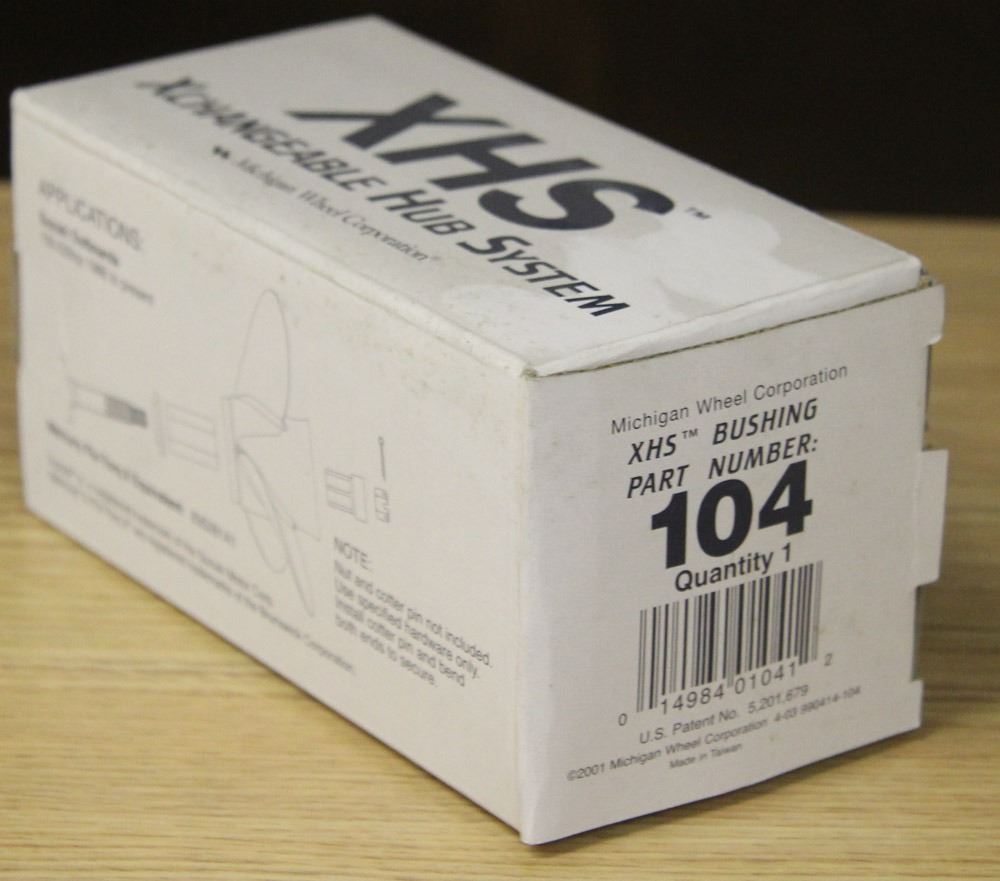 XHS™
XCHANGEABLE HUB SYSTEM
Michigan Wheel Corporation®
APPLICATIONS:
NOTE:
Nut and cotter pin not included.
Use specified hardware only.
Install cotter pin and bend
both ends to secure.
Michigan Wheel Corporation
XHS™ BUSHING
PART NUMBER:
104
Quantity 1
0 14984 01041 2
U.S. Patent No. 5,201,679
©2001 Michigan Wheel Corporation 4-03 990414-104
Made in Taiwan